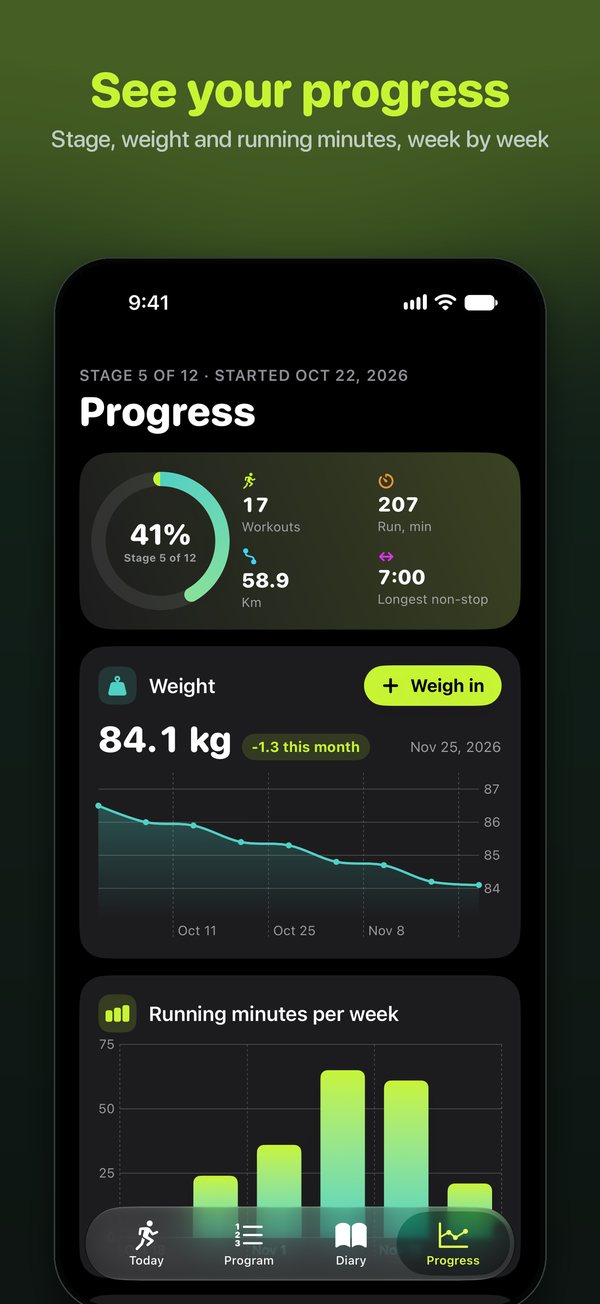 See your progress
Stage, weight and running minutes, week by week
9:41
STAGE 5 OF 12 · STARTED OCT 22, 2026
Progress
41%
Stage 5 of 12
17
Workouts
207
Run, min
58.9
Km
7:00
Longest non-stop
Weight
+ Weigh in
84.1 kg
-1.3 this month
Nov 25, 2026
87
86
85
84
Oct 11
Oct 25
Nov 8
Running minutes per week
75
50
25
Nov 1
Today
Program
Diary
Progress